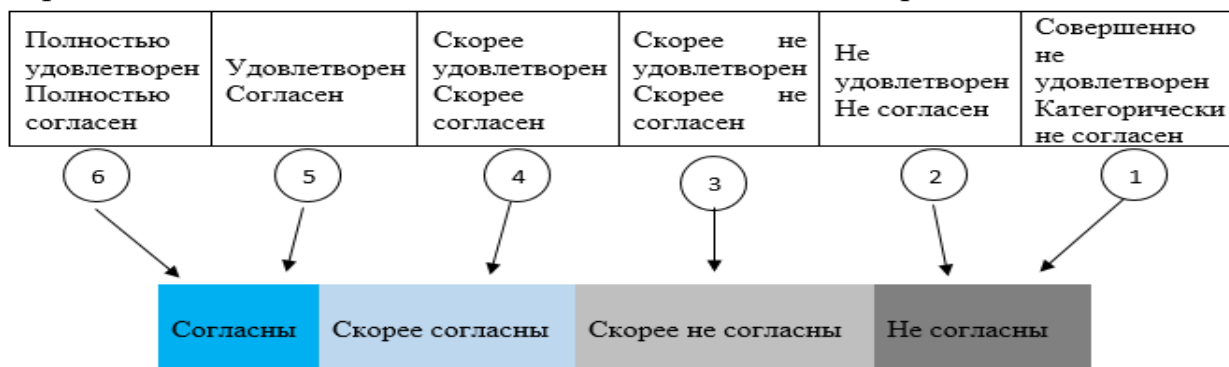 Полностью
удовлетворен
Полностью
согласен
Удовлетворен
Согласен
Скорее
удовлетворен
Скорее
согласен
Скорее не
удовлетворен
Скорее не
согласен
Не
удовлетворен
Не согласен
Совершенно
не
удовлетворен
Категорически
не согласен
6
5
4
3
2
1
Согласны
Скорее согласны
Скорее не согласны
Не согласны